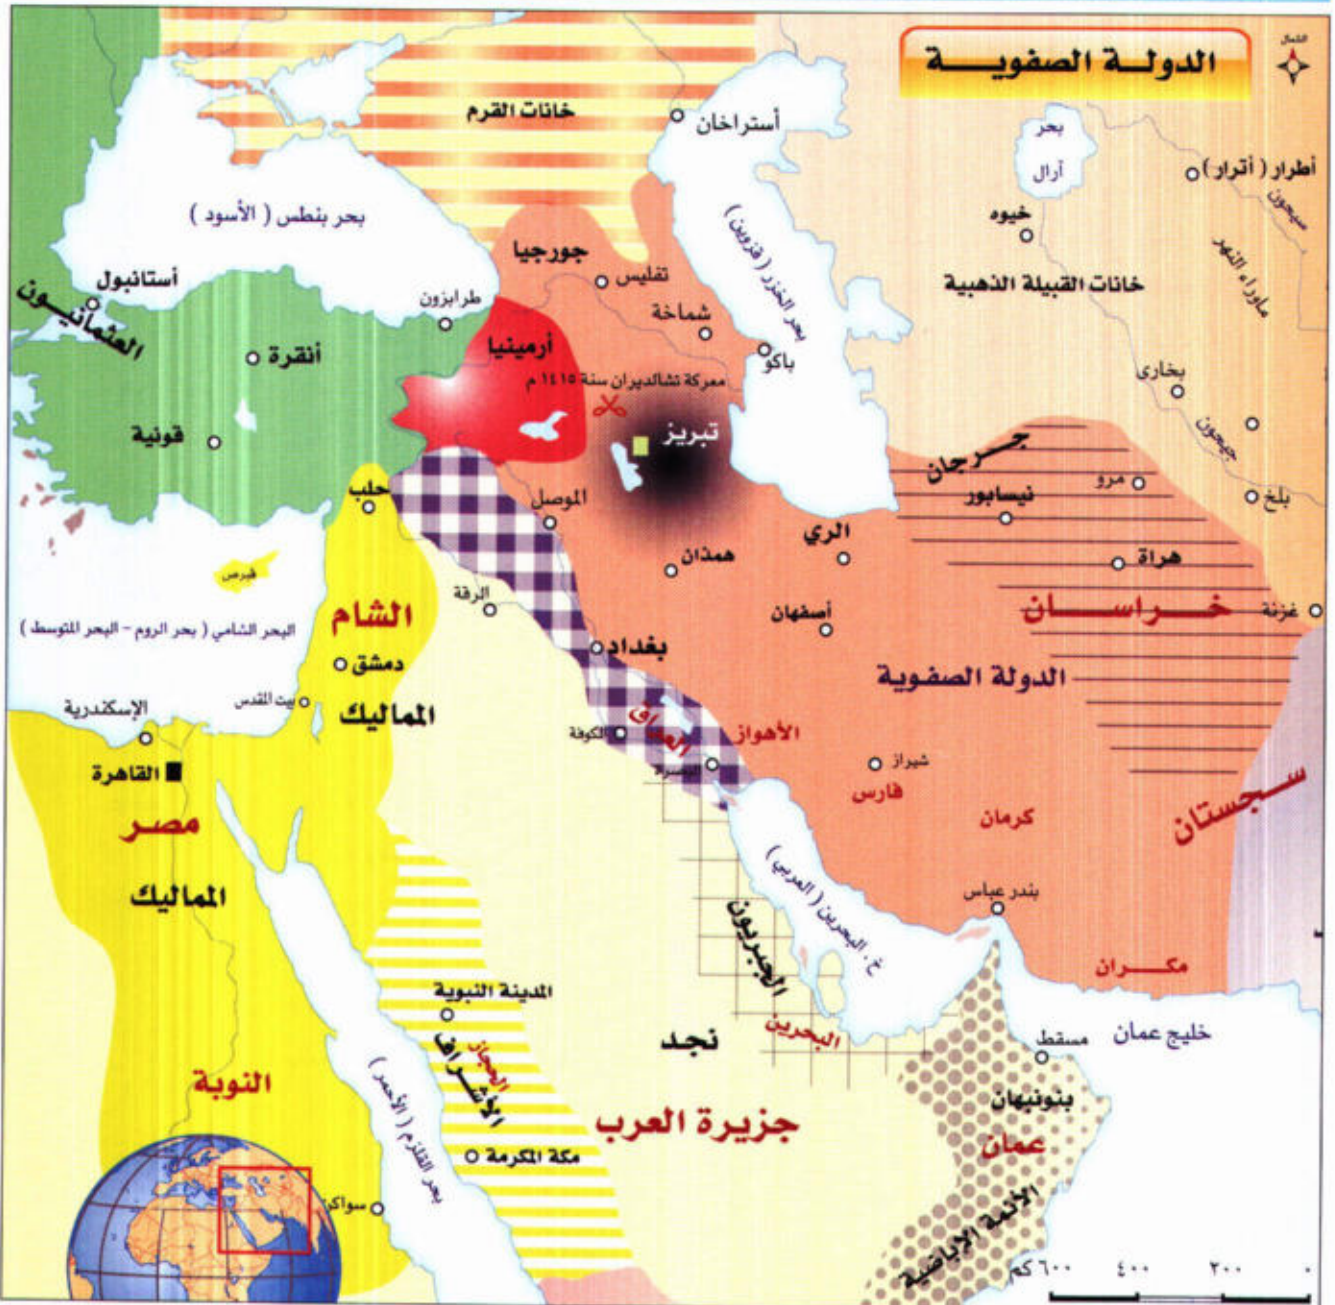 الدولة الصفوية
الشمال
خانات القرم
أستراخان
بحر
آرال
أطرار ( أترار )
سيحون
خيوه
ماوراء النهر
بحر بنطس ( الأسود )
جورجيا
تفليس
بحر الخزر ( قزوين )
خانات القبيلة الذهبية
أستانبول
العثمانيون
طرابزون
شماخة
أنقرة
أرمينيا
باكو
معركة تشالديران سنة ١٤١٥ م
بخارى
جيحون
قونية
تبريز
جرجان
مرو
نيسابور
بلخ
حلب
الموصل
الري
همذان
هراة
قبرص
الرقة
الشام
أصفهان
خراسان
غزنة
البحر الشامي ( بحر الروم - البحر المتوسط )
دمشق
بغداد
الدولة الصفوية
بيت المقدس
المماليك
الإسكندرية
الكوفة
العراق
الأهواز
البصرة
شيراز
فارس
القاهرة
مصر
كرمان
سجستان
المماليك
خ. البحرين ( العربي )
بندر عباس
الجبريون
مكران
المدينة النبوية
البحرين
نجد
الحجاز
الأشراف
خليج عمان
مسقط
النوبة
بنونبهان
جزيرة العرب
عمان
بحر القلزم ( الأحمر )
مكة المكرمة
سواكن
الأئمة الإباضية
٦٠٠ كم ٤٠٠ ٢٠٠ ٠